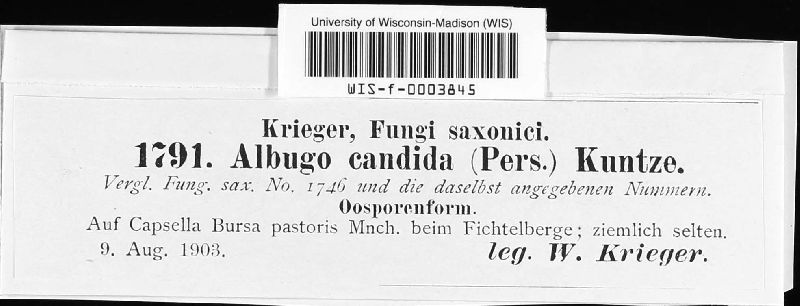 University of Wisconsin-Madison (WIS)
WIS-f-0003845
Krieger, Fungi saxonici.
1791. Albugo candida (Pers.) Kuntze.
Vergl. Fung. sax. No. 1746 und die daselbst angegebenen Nummern.
Oosporenform.
Auf Capsella Bursa pastoris Mnch. beim Fichtelberge; ziemlich selten.
9. Aug. 1903. leg. W. Krieger.